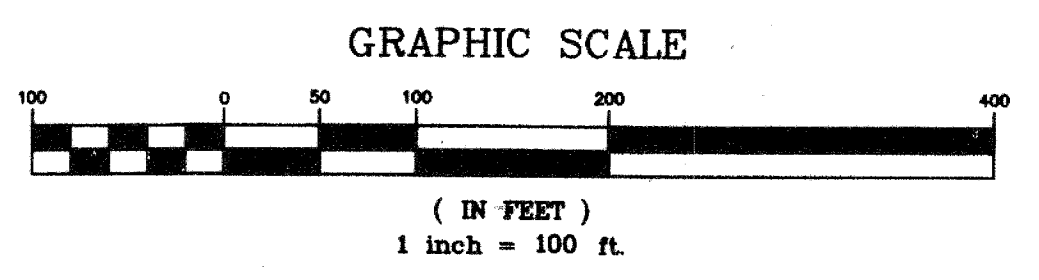 GRAPHIC SCALE
100 0 50 100 200 400
( IN FEET )
1 inch = 100 ft.